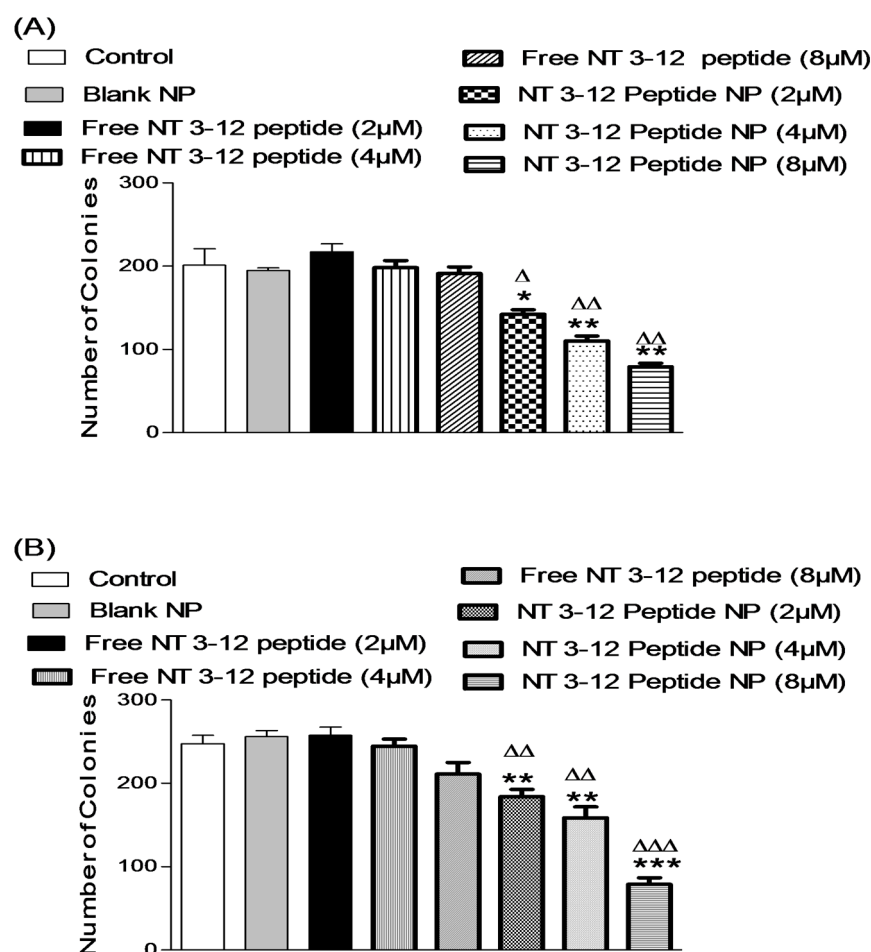 (A)
Control
Blank NP
Free NT 3-12 peptide (2µM)
Free NT 3-12 peptide (4µM)
Free NT 3-12 peptide (8µM)
NT 3-12 Peptide NP (2µM)
NT 3-12 Peptide NP (4µM)
NT 3-12 Peptide NP (8µM)
Number of Colonies
300
200
100
0
Δ
*
ΔΔ
**
ΔΔ
**
(B)
Control
Blank NP
Free NT 3-12 peptide (2µM)
Free NT 3-12 peptide (4µM)
Free NT 3-12 peptide (8µM)
NT 3-12 Peptide NP (2µM)
NT 3-12 Peptide NP (4µM)
NT 3-12 Peptide NP (8µM)
Number of Colonies
300
200
100
0
ΔΔ
**
ΔΔ
**
ΔΔΔ
***